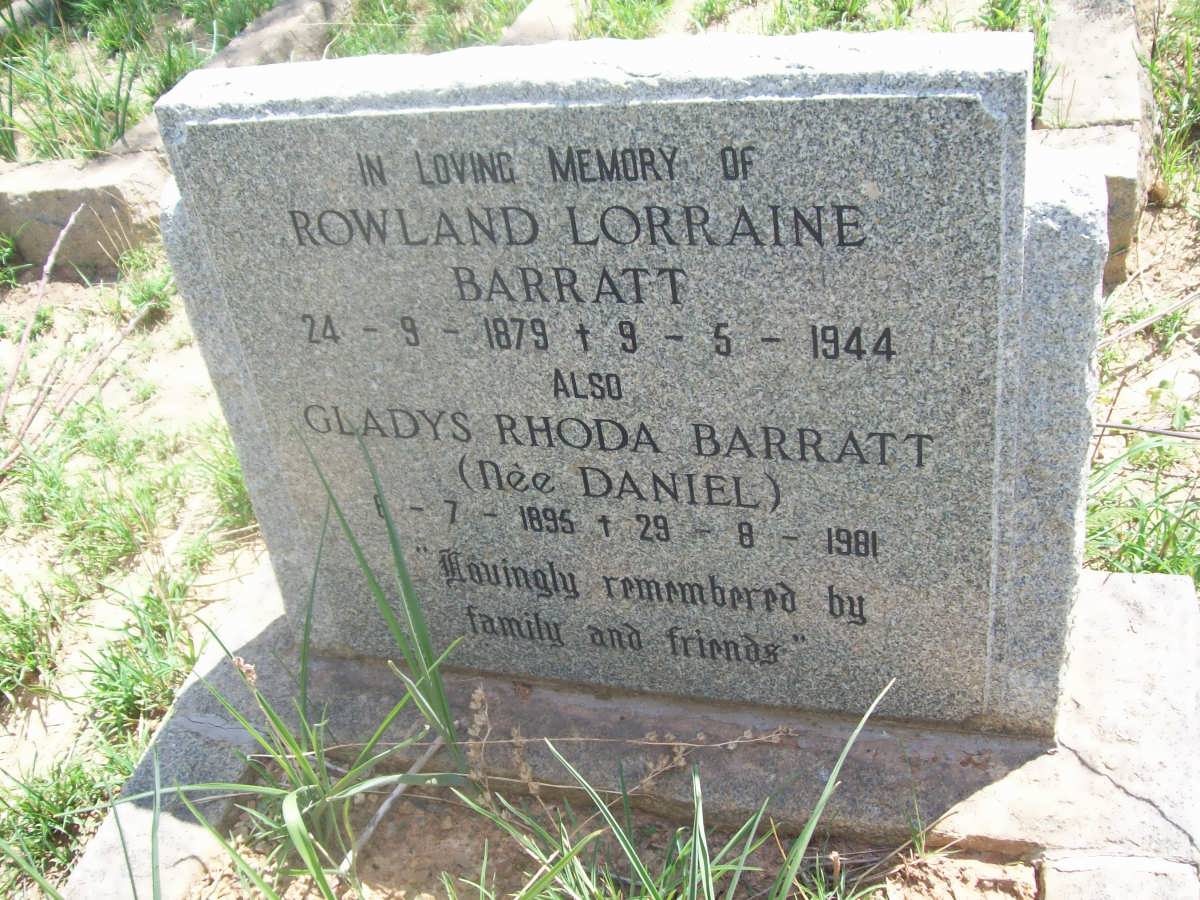 IN LOVING MEMORY OF
ROWLAND LORRAINE
BARRATT
24 - 9 - 1879 † 9 - 5 - 1944
ALSO
GLADYS RHODA BARRATT
(Née DANIEL)
- 7 - 1895 † 29 - 8 - 1981
"Lovingly remembered by
family and friends"